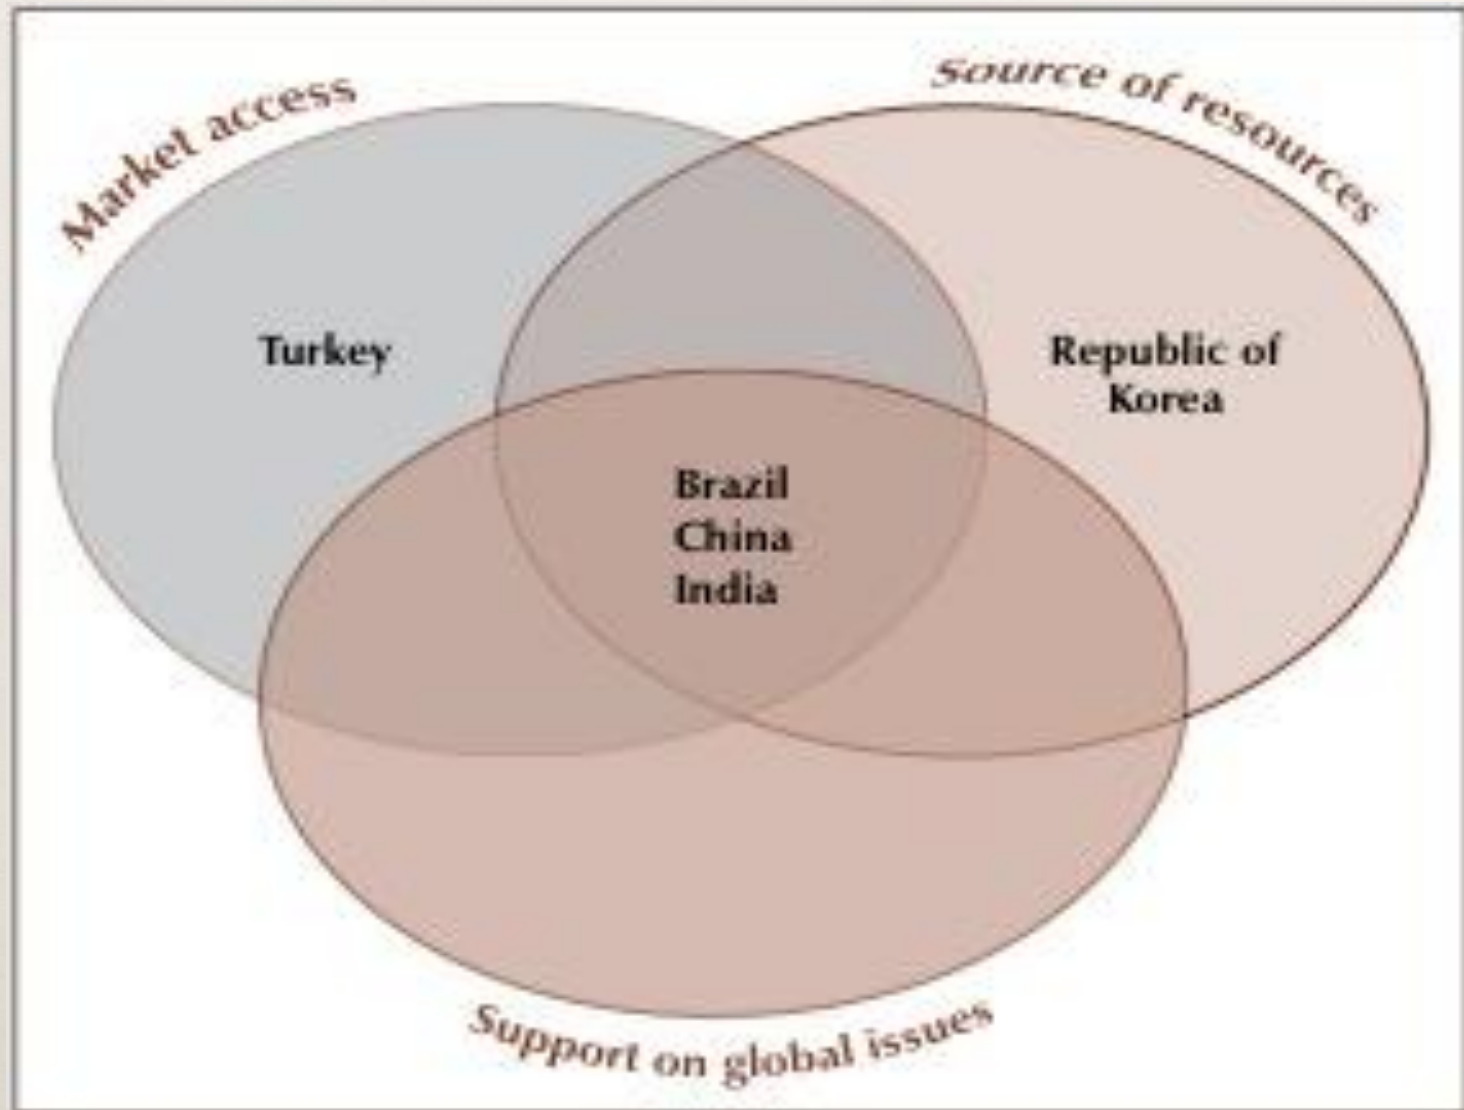 Market access
Source of resources
Turkey
Republic of
Korea
Brazil
China
India
Support on global issues